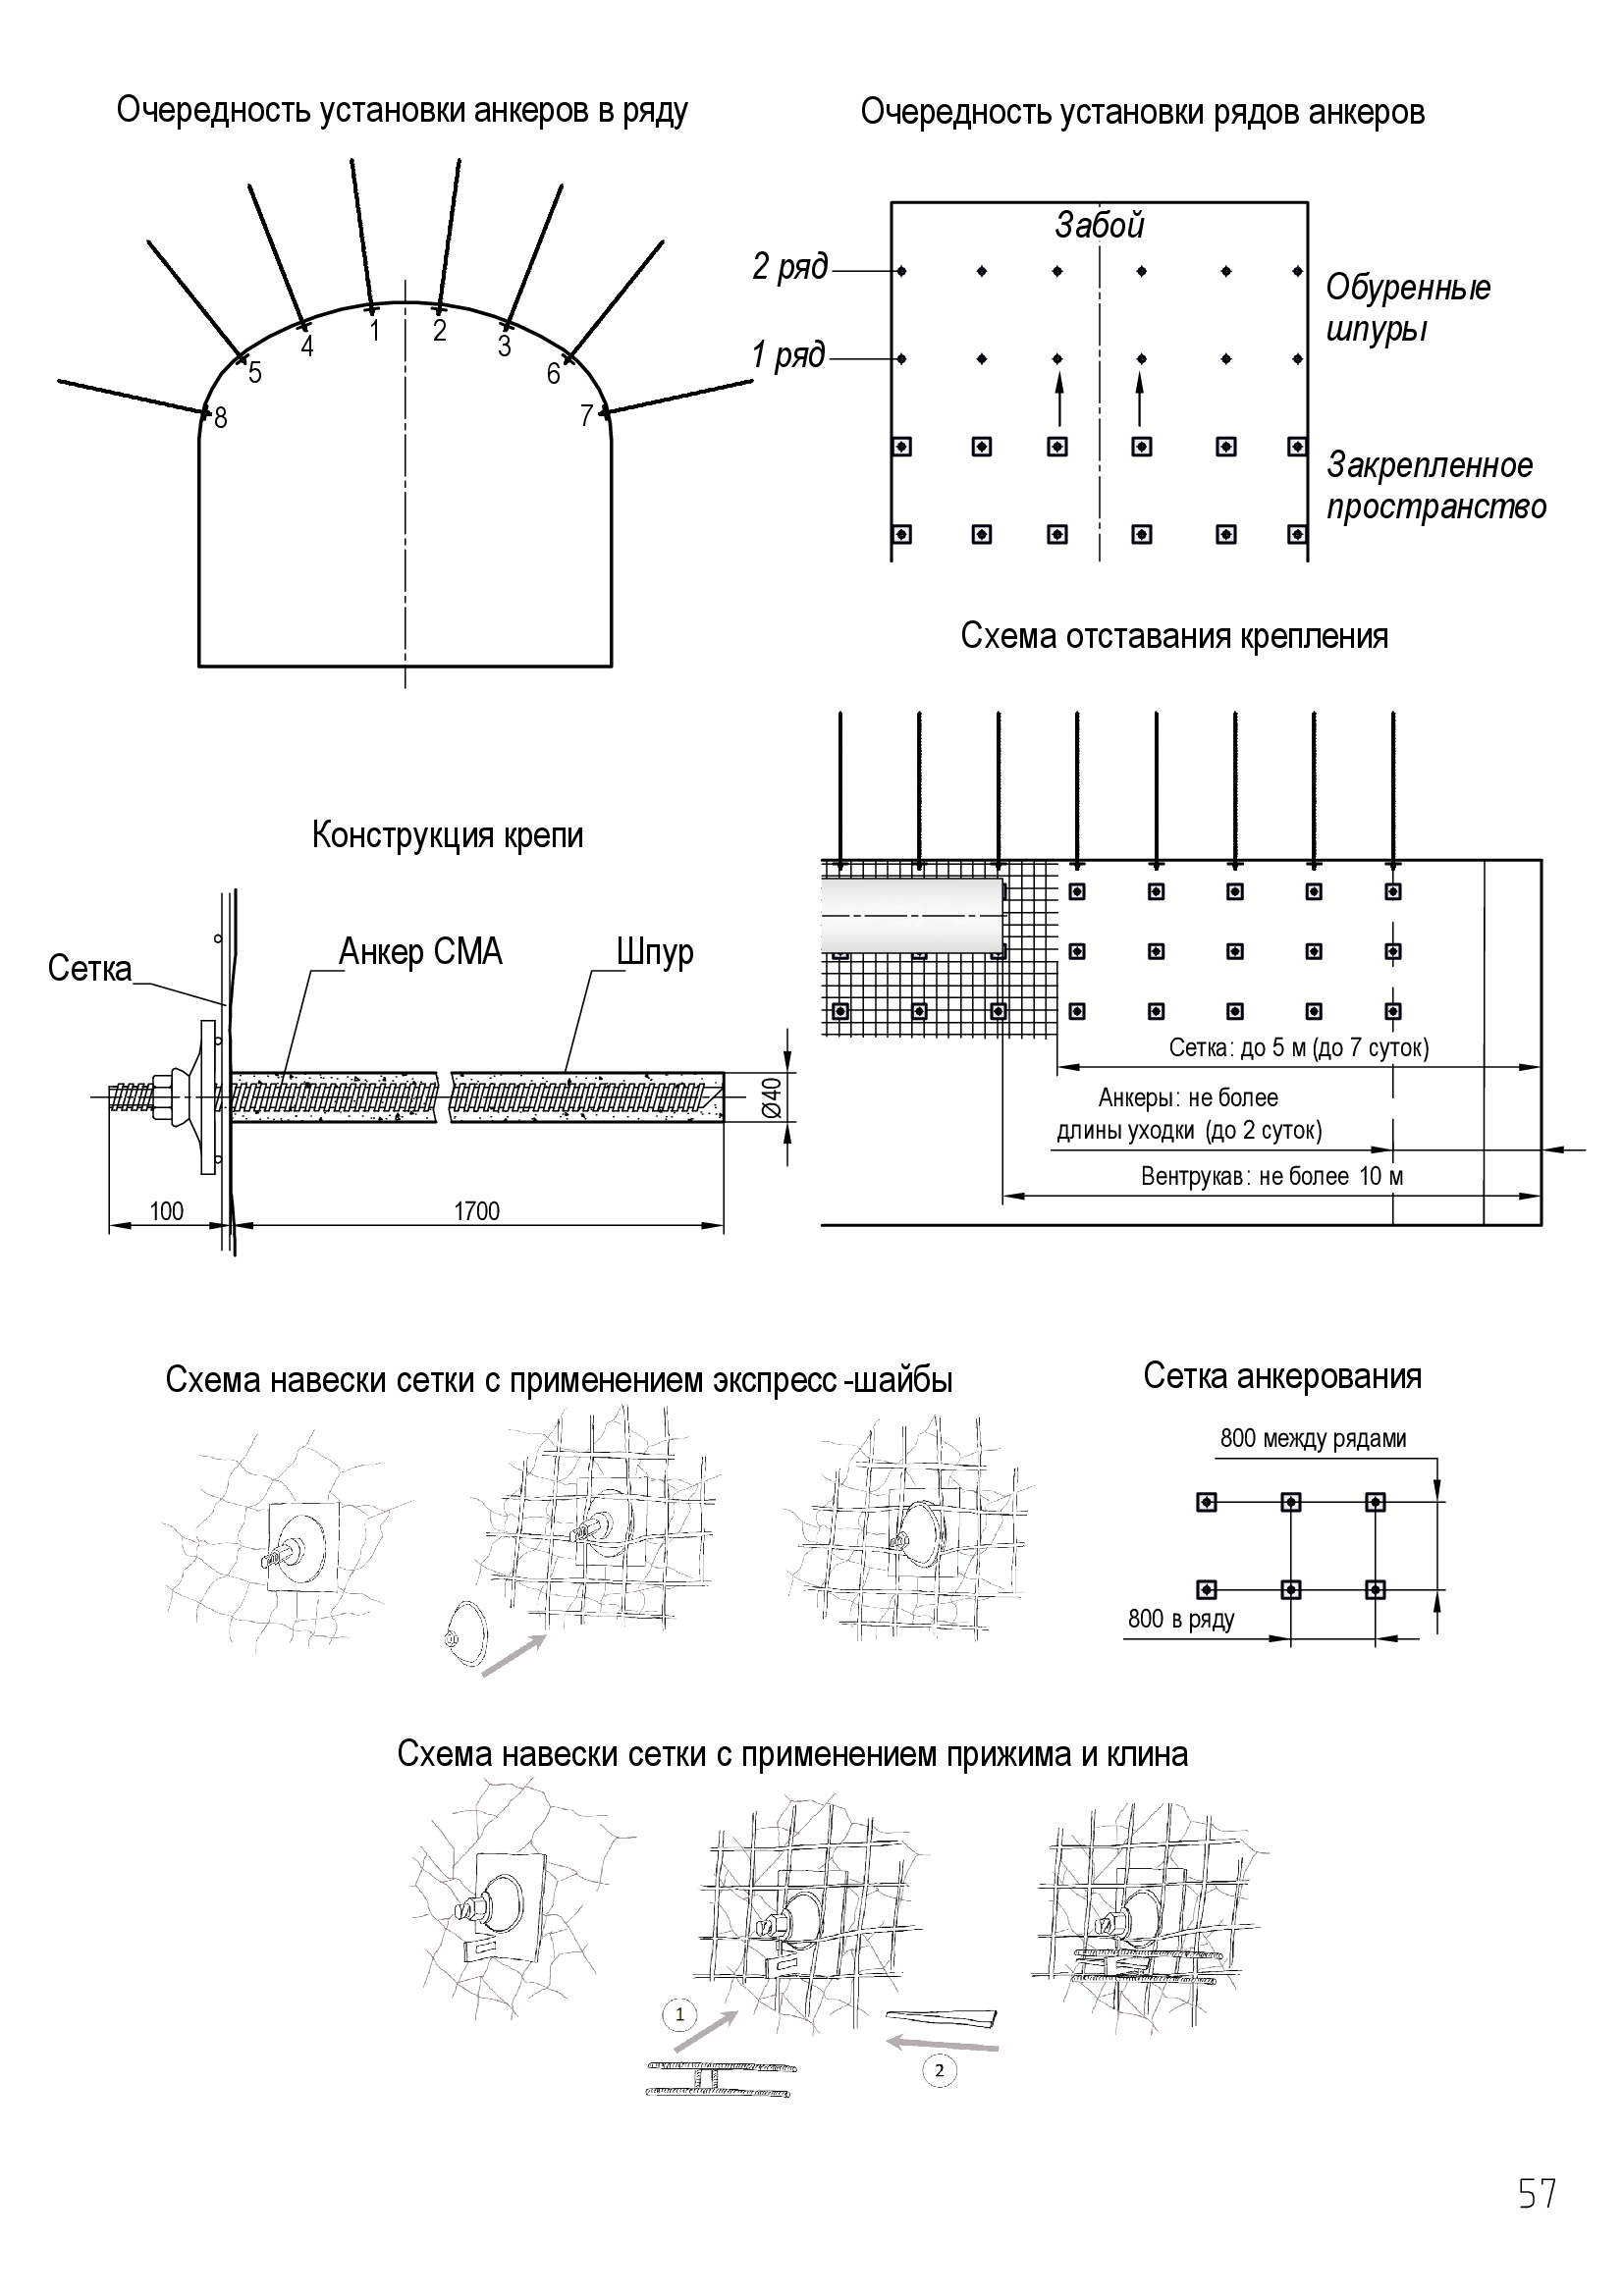 Очередность установки анкеров в ряду
1
2
3
4
5
6
7
8
Очередность установки рядов анкеров
Забой
2 ряд
1 ряд
Обуренные
шпуры
Закрепленное
пространство
Схема отставания крепления
Сетка: до 5 м (до 7 суток)
Анкеры: не более
длины уходки (до 2 суток)
Вентрукав: не более 10 м
Конструкция крепи
Сетка
Анкер СМА
Шпур
Ø40
100
1700
Схема навески сетки с применением экспресс-шайбы
Сетка анкерования
800 между рядами
800 в ряду
Схема навески сетки с применением прижима и клина
1
2
57